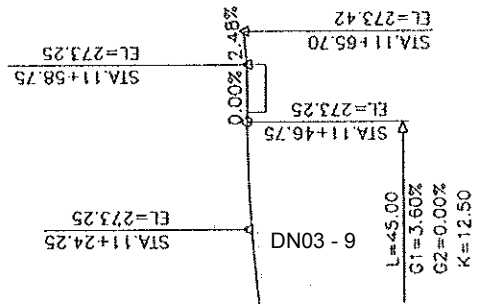 STA.11+65.70
EL=273.42
STA.11+58.75
EL=273.25
0.00% 2.48%
STA.11+46.75
EL=273.25
STA.11+24.25
EL=273.25
DN03 - 9
L=45.00
G1=3.60%
G2=0.00%
K=12.50